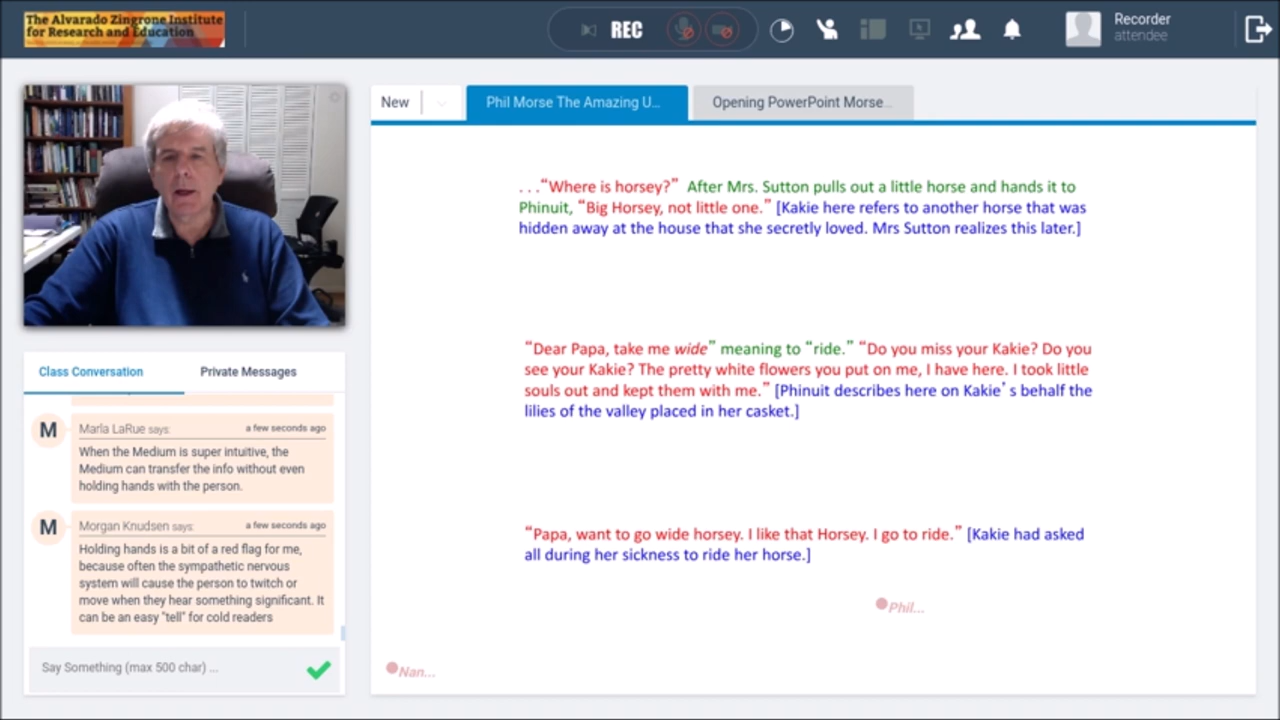 The Alvarado Zingrone Institute
for Research and Education
REC
Recorder
attendee
New
Phil Morse The Amazing U...
Opening PowerPoint Morse...
. . .“Where is horsey?”  After Mrs. Sutton pulls out a little horse and hands it to
Phinuit, “Big Horsey, not little one.” [Kakie here refers to another horse that was
hidden away at the house that she secretly loved. Mrs Sutton realizes this later.]
“Dear Papa, take me wide” meaning to “ride.” “Do you miss your Kakie? Do you
see your Kakie? The pretty white flowers you put on me, I have here. I took little
souls out and kept them with me.” [Phinuit describes here on Kakie’s behalf the
lilies of the valley placed in her casket.]
“Papa, want to go wide horsey. I like that Horsey. I go to ride.” [Kakie had asked
all during her sickness to ride her horse.]
Phil...
Nan...
Class Conversation
Private Messages
M
Marla LaRue says:
a few seconds ago
When the Medium is super intuitive, the
Medium can transfer the info without even
holding hands with the person.
M
Morgan Knudsen says:
a few seconds ago
Holding hands is a bit of a red flag for me,
because often the sympathetic nervous
system will cause the person to twitch or
move when they hear something significant. It
can be an easy "tell" for cold readers
Say Something (max 500 char) ...